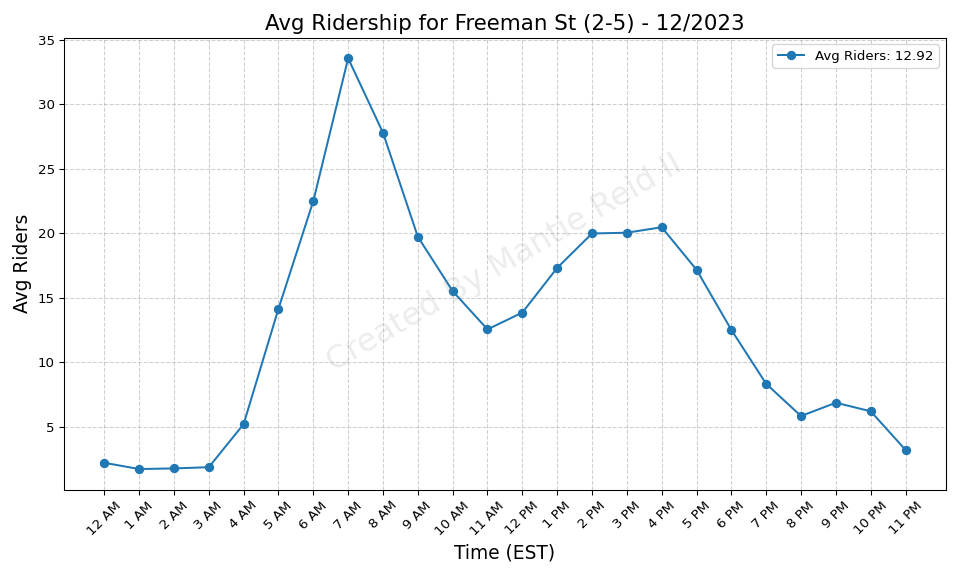 Avg Ridership for Freeman St (2-5) - 12/2023
Avg Riders: 12.92
Avg Riders
35
30
25
20
15
10
5
Created By Mantie Reid II
12 AM
1 AM
2 AM
3 AM
4 AM
5 AM
6 AM
7 AM
8 AM
9 AM
10 AM
11 AM
12 PM
1 PM
2 PM
3 PM
4 PM
5 PM
6 PM
7 PM
8 PM
9 PM
10 PM
11 PM
Time (EST)